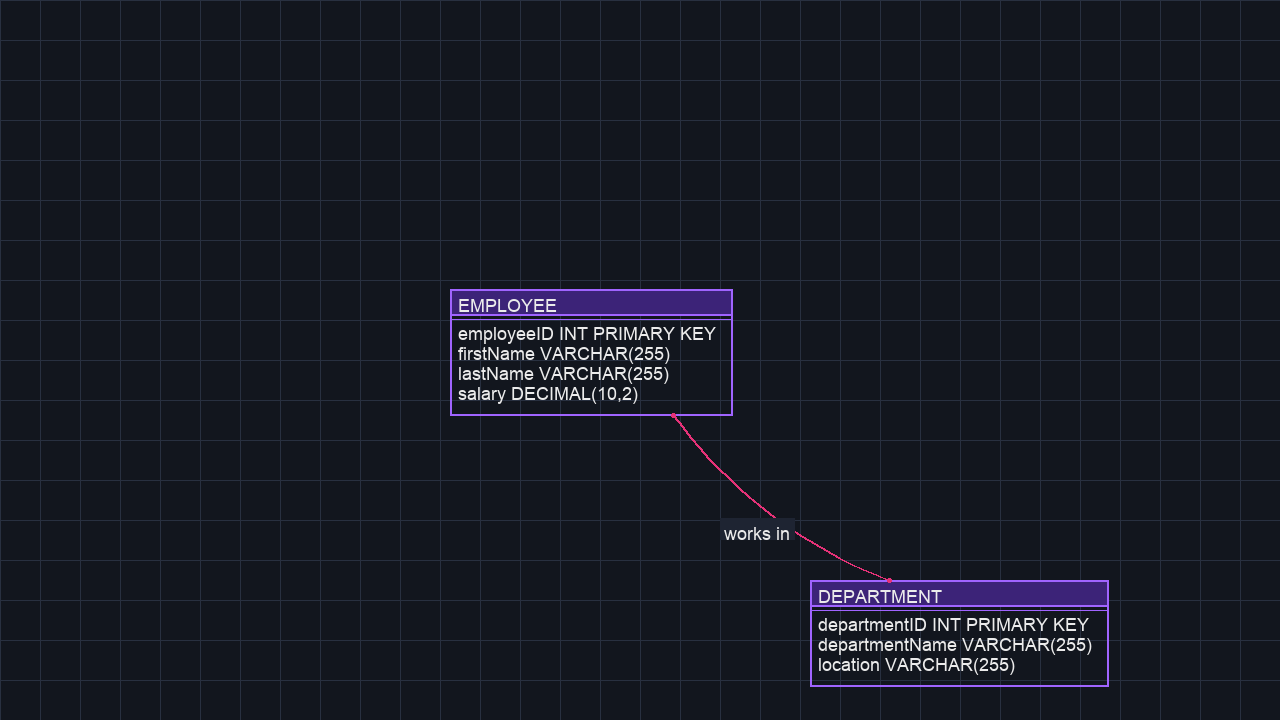 EMPLOYEE
employeeID INT PRIMARY KEY
firstName VARCHAR(255)
lastName VARCHAR(255)
salary DECIMAL(10,2)
works in
DEPARTMENT
departmentID INT PRIMARY KEY
departmentName VARCHAR(255)
location VARCHAR(255)